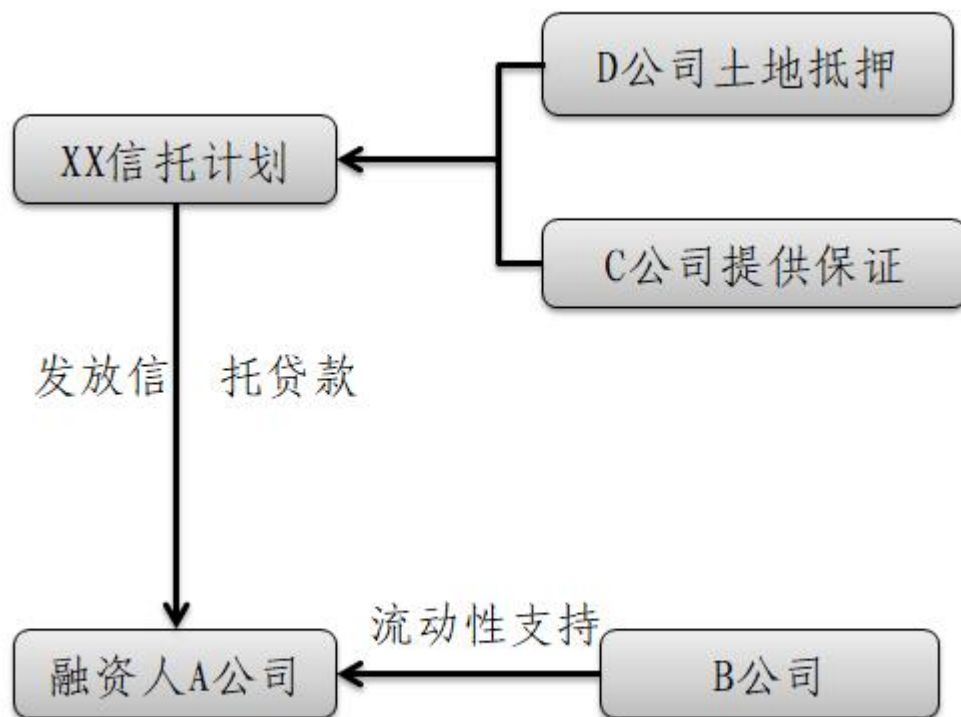 D公司土地抵押
XX信托计划
C公司提供保证
发放信 托贷款
流动性支持
融资人A公司
B公司